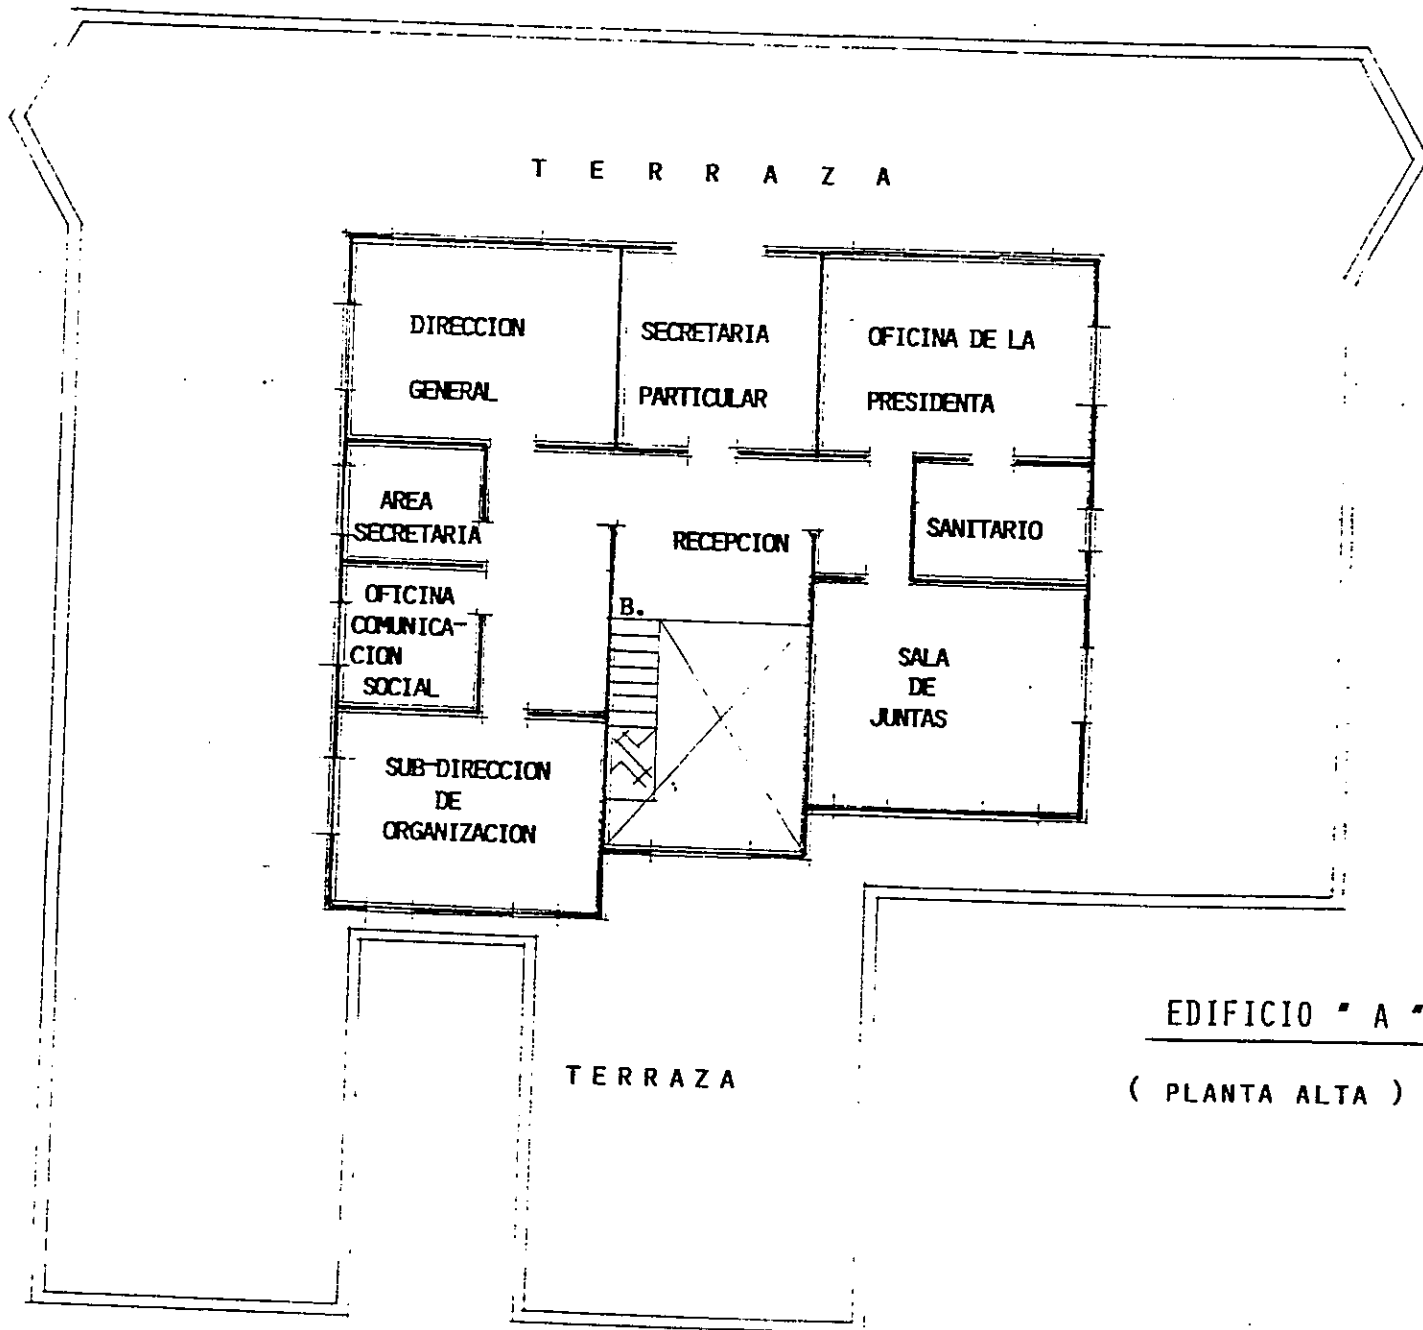 T E R R A Z A
DIRECCION
GENERAL
SECRETARIA
PARTICULAR
OFICINA DE LA
PRESIDENTA
AREA
SECRETARIA
RECEPCION
SANITARIO
OFICINA
COMUNICA-
CION
SOCIAL
B.
SALA
DE
JUNTAS
SUB-DIRECCION
DE
ORGANIZACION
TERRAZA
EDIFICIO " A "
( PLANTA ALTA )